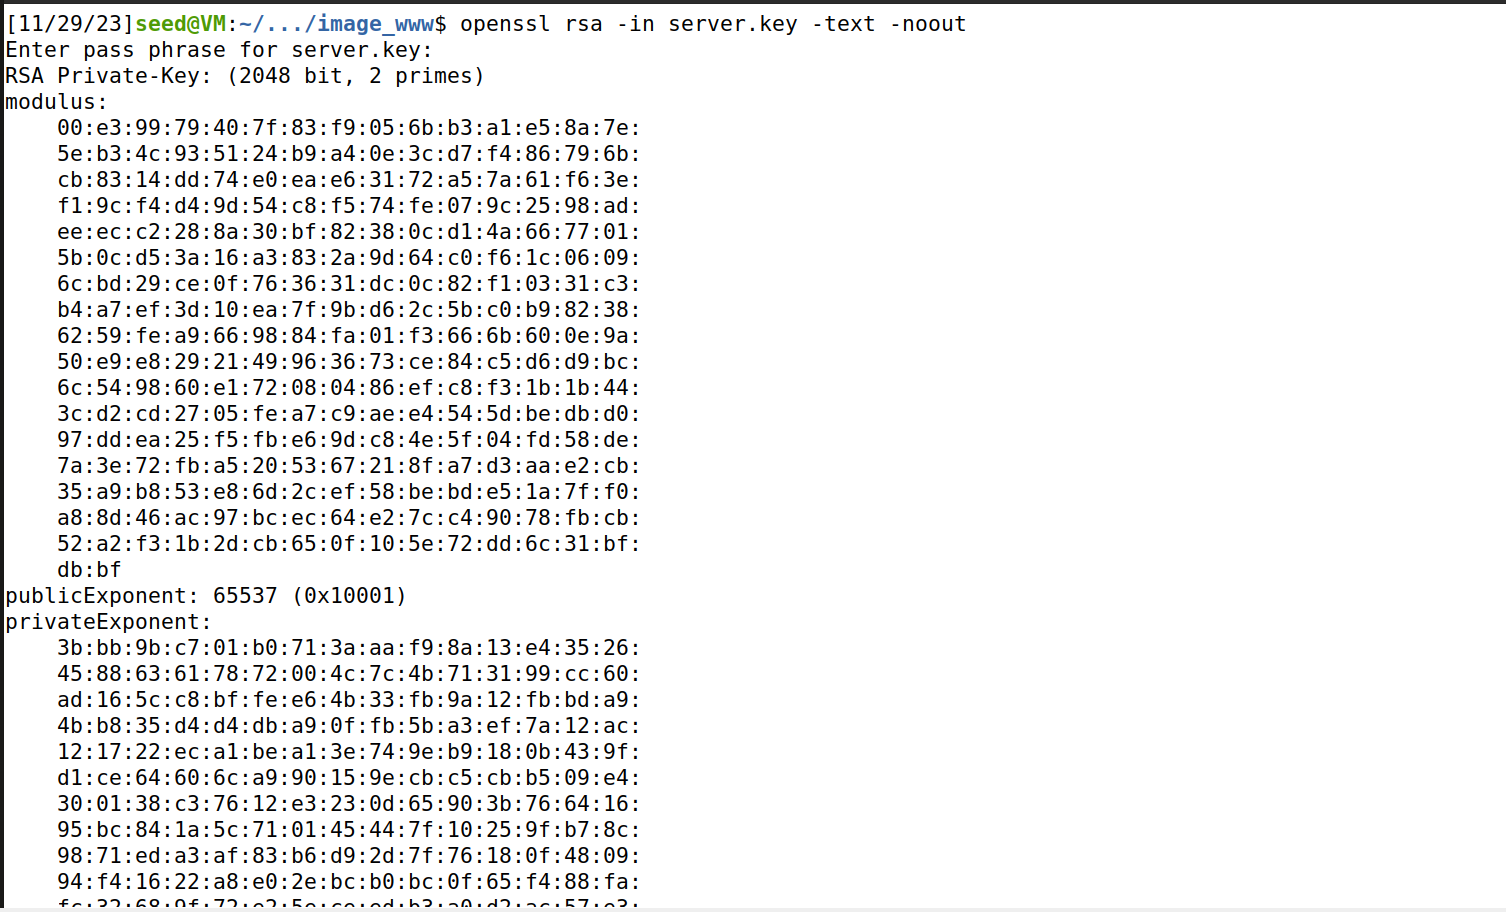 [11/29/23]seed@VM:~/.../image_www$ openssl rsa -in server.key -text -noout
Enter pass phrase for server.key:
RSA Private-Key: (2048 bit, 2 primes)
modulus:
    00:e3:99:79:40:7f:83:f9:05:6b:b3:a1:e5:8a:7e:
    5e:b3:4c:93:51:24:b9:a4:0e:3c:d7:f4:86:79:6b:
    cb:83:14:dd:74:e0:ea:e6:31:72:a5:7a:61:f6:3e:
    f1:9c:f4:d4:9d:54:c8:f5:74:fe:07:9c:25:98:ad:
    ee:ec:c2:28:8a:30:bf:82:38:0c:d1:4a:66:77:01:
    5b:0c:d5:3a:16:a3:83:2a:9d:64:c0:f6:1c:06:09:
    6c:bd:29:ce:0f:76:36:31:dc:0c:82:f1:03:31:c3:
    b4:a7:ef:3d:10:ea:7f:9b:d6:2c:5b:c0:b9:82:38:
    62:59:fe:a9:66:98:84:fa:01:f3:66:6b:60:0e:9a:
    50:e9:e8:29:21:49:96:36:73:ce:84:c5:d6:d9:bc:
    6c:54:98:60:e1:72:08:04:86:ef:c8:f3:1b:1b:44:
    3c:d2:cd:27:05:fe:a7:c9:ae:e4:54:5d:be:db:d0:
    97:dd:ea:25:f5:fb:e6:9d:c8:4e:5f:04:fd:58:de:
    7a:3e:72:fb:a5:20:53:67:21:8f:a7:d3:aa:e2:cb:
    35:a9:b8:53:e8:6d:2c:ef:58:be:bd:e5:1a:7f:f0:
    a8:8d:46:ac:97:bc:ec:64:e2:7c:c4:90:78:fb:cb:
    52:a2:f3:1b:2d:cb:65:0f:10:5e:72:dd:6c:31:bf:
    db:bf
publicExponent: 65537 (0x10001)
privateExponent:
    3b:bb:9b:c7:01:b0:71:3a:aa:f9:8a:13:e4:35:26:
    45:88:63:61:78:72:00:4c:7c:4b:71:31:99:cc:60:
    ad:16:5c:c8:bf:fe:e6:4b:33:fb:9a:12:fb:bd:a9:
    4b:b8:35:d4:d4:db:a9:0f:fb:5b:a3:ef:7a:12:ac:
    12:17:22:ec:a1:be:a1:3e:74:9e:b9:18:0b:43:9f:
    d1:ce:64:60:6c:a9:90:15:9e:cb:c5:cb:b5:09:e4:
    30:01:38:c3:76:12:e3:23:0d:65:90:3b:76:64:16:
    95:bc:84:1a:5c:71:01:45:44:7f:10:25:9f:b7:8c:
    98:71:ed:a3:af:83:b6:d9:2d:7f:76:18:0f:48:09:
    94:f4:16:22:a8:e0:2e:bc:b0:bc:0f:65:f4:88:fa: